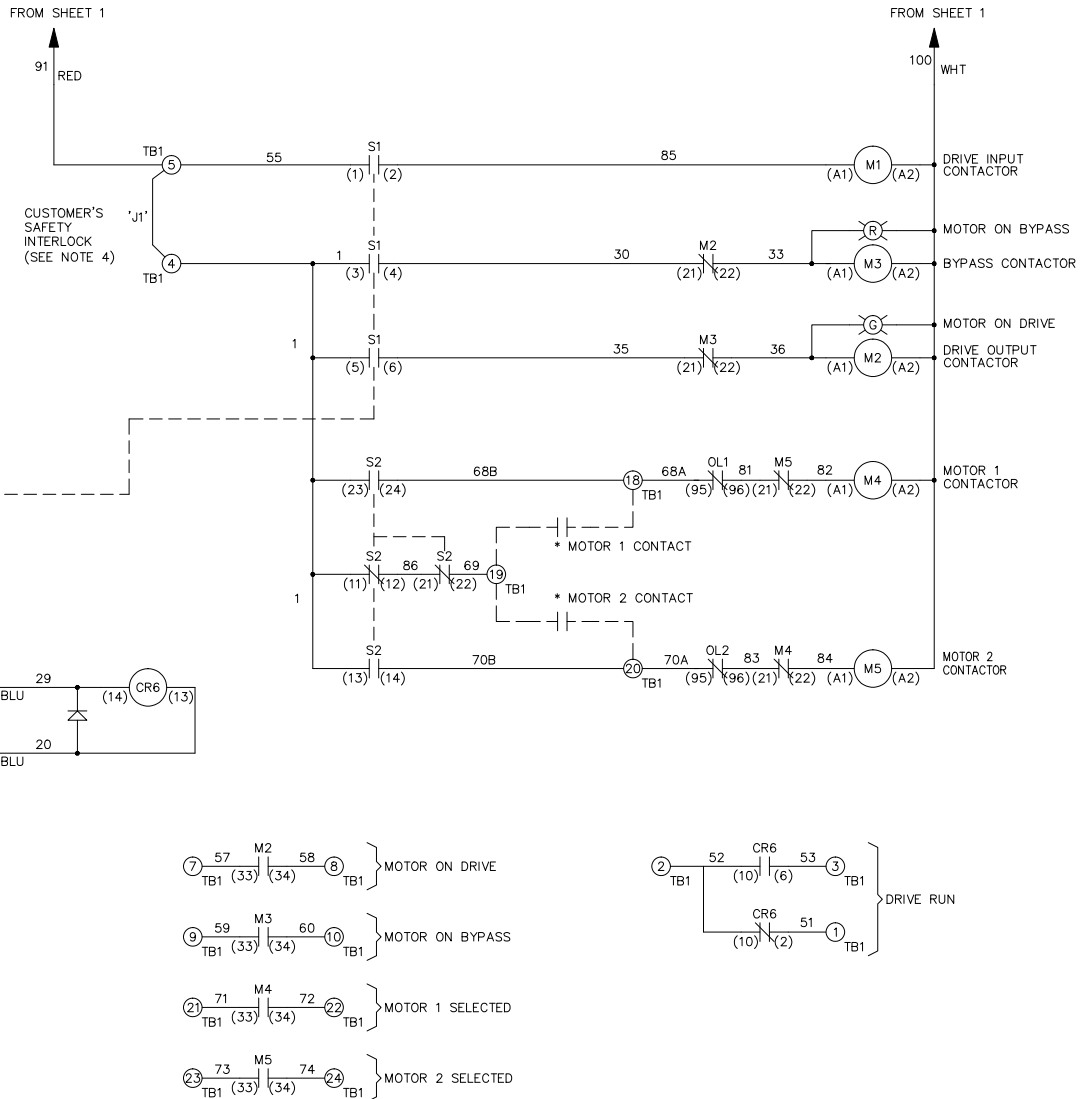 FROM SHEET 1
FROM SHEET 1
91
RED
100
WHT
TB1
5
55
S1
(1)
(2)
85
(A1)
M1
(A2)
DRIVE INPUT
CONTACTOR
CUSTOMER'S
SAFETY
INTERLOCK
(SEE NOTE 4)
'J1'
R
MOTOR ON BYPASS
4
TB1
1
S1
(3)
(4)
30
M2
(21)
(22)
33
(A1)
M3
(A2)
BYPASS CONTACTOR
G
MOTOR ON DRIVE
1
S1
(5)
(6)
35
M3
(21)
(22)
36
(A1)
M2
(A2)
DRIVE OUTPUT
CONTACTOR
S2
(23)
(24)
68B
18
TB1
68A
OL1
(95)
(96)
81
M5
(21)
(22)
82
(A1)
M4
(A2)
MOTOR 1
CONTACTOR
* MOTOR 1 CONTACT
S2
(11)
(12)
86
S2
(21)
(22)
69
19
TB1
1
* MOTOR 2 CONTACT
S2
(13)
(14)
70B
20
TB1
70A
OL2
(95)
(96)
83
M4
(21)
(22)
84
(A1)
M5
(A2)
MOTOR 2
CONTACTOR
29
BLU
(14)
CR6
(13)
20
BLU
7
TB1
57
M2
(33)
(34)
58
8
TB1
MOTOR ON DRIVE
2
TB1
52
CR6
(10)
(6)
53
3
TB1
DRIVE RUN
CR6
(10)
(2)
51
1
TB1
9
TB1
59
M3
(33)
(34)
60
10
TB1
MOTOR ON BYPASS
21
TB1
71
M4
(33)
(34)
72
22
TB1
MOTOR 1 SELECTED
23
TB1
73
M5
(33)
(34)
74
24
TB1
MOTOR 2 SELECTED